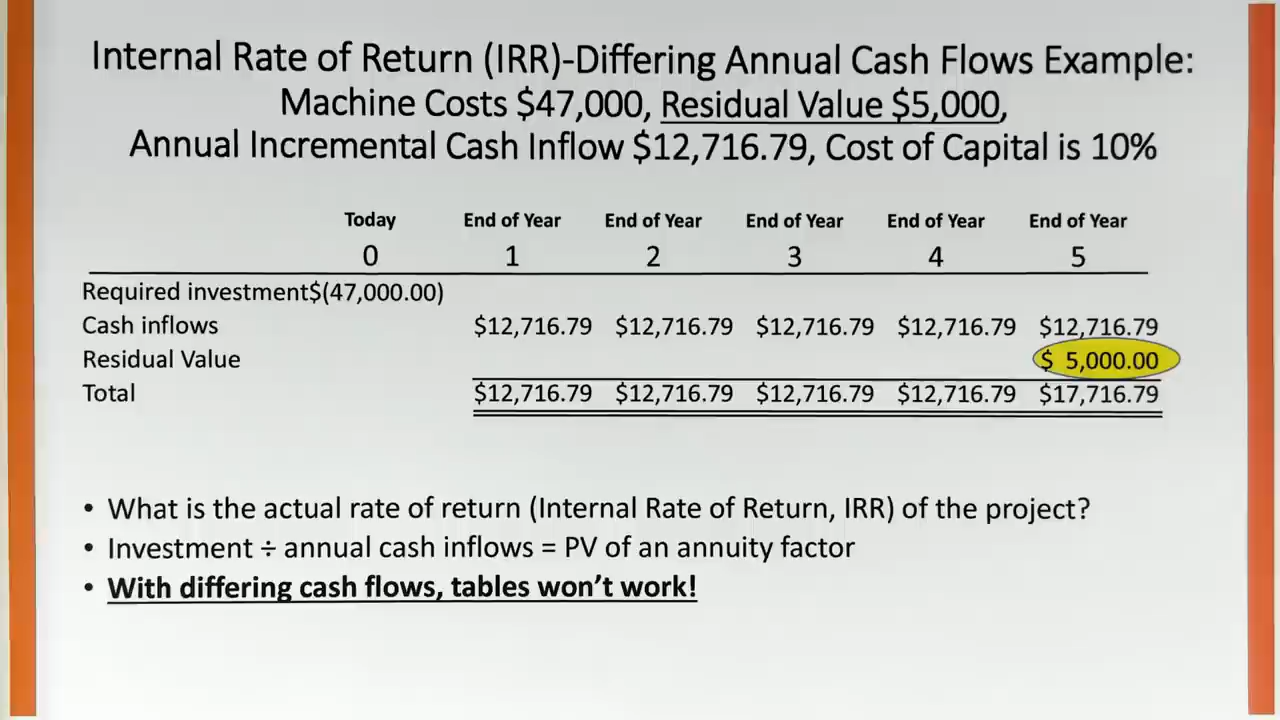 Internal Rate of Return (IRR)-Differing Annual Cash Flows Example:
Machine Costs $47,000, Residual Value $5,000,
Annual Incremental Cash Inflow $12,716.79, Cost of Capital is 10%
Today End of Year End of Year End of Year End of Year End of Year
0 1 2 3 4 5
Required investment$(47,000.00)
Cash inflows $12,716.79 $12,716.79 $12,716.79 $12,716.79 $12,716.79
Residual Value $ 5,000.00
Total $12,716.79 $12,716.79 $12,716.79 $12,716.79 $17,716.79
• What is the actual rate of return (Internal Rate of Return, IRR) of the project?
• Investment ÷ annual cash inflows = PV of an annuity factor
• With differing cash flows, tables won't work!